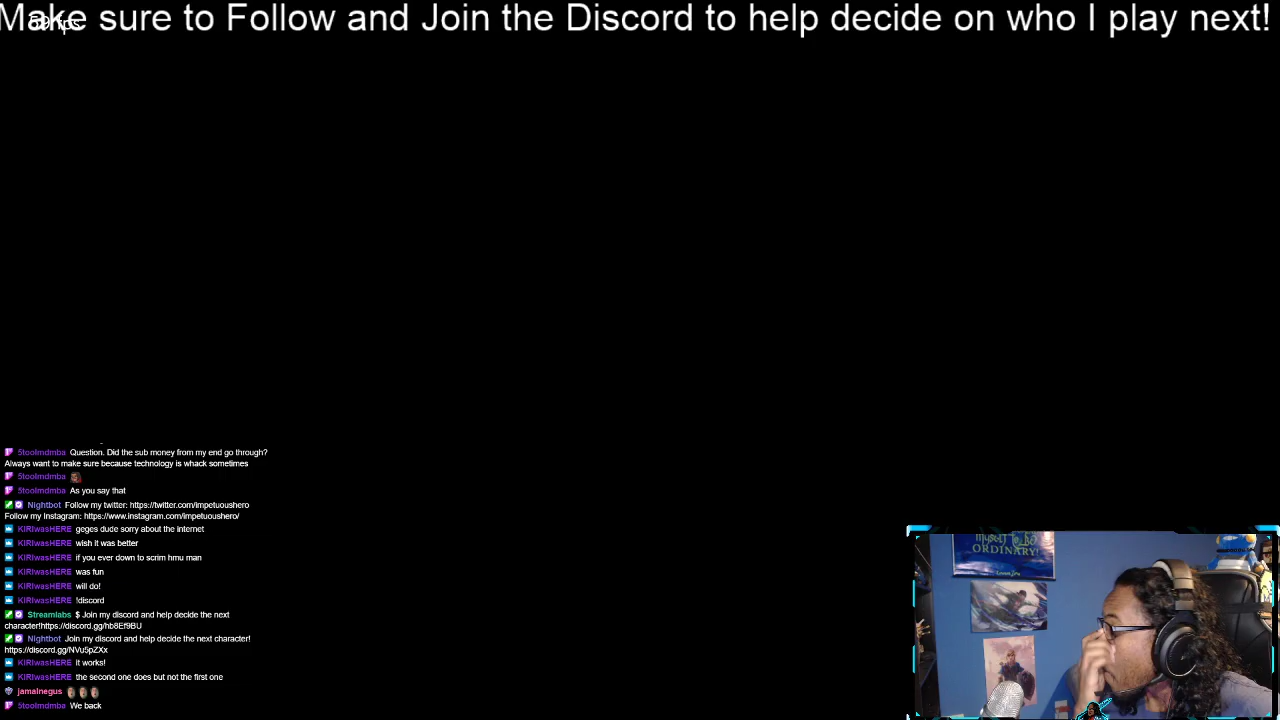 Make sure to Follow and Join the Discord to help decide on who I play next!
59 fps
5toolmdmba Question. Did the sub money from my end go through?
Always want to make sure because technology is whack sometimes
5toolmdmba
5toolmdmba As you say that
Nightbot Follow my twitter: https://twitter.com/impetuoushero
Follow my Instagram: https://www.instagram.com/impetuoushero/
KIRIwasHERE geges dude sorry about the internet
KIRIwasHERE wish it was better
KIRIwasHERE if you ever down to scrim hmu man
KIRIwasHERE was fun
KIRIwasHERE will do!
KIRIwasHERE !discord
Streamlabs $ Join my discord and help decide the next
character!https://discord.gg/hb8Ef9BU
Nightbot Join my discord and help decide the next character!
https://discord.gg/NVu5pZXx
KIRIwasHERE it works!
KIRIwasHERE the second one does but not the first one
jamalnegus
5toolmdmba We back
myself to be
ORDINARY!